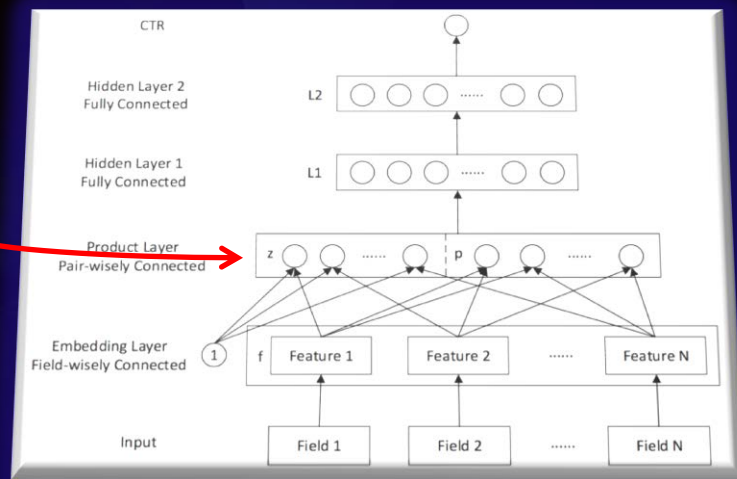 CTR
Hidden Layer 2
Fully Connected
L2
......
Hidden Layer 1
Fully Connected
L1
......
Product Layer
Pair-wisely Connected
z
......
p
......
Embedding Layer
Field-wisely Connected
1
f
Feature 1
Feature 2
......
Feature N
Input
Field 1
Field 2
......
Field N